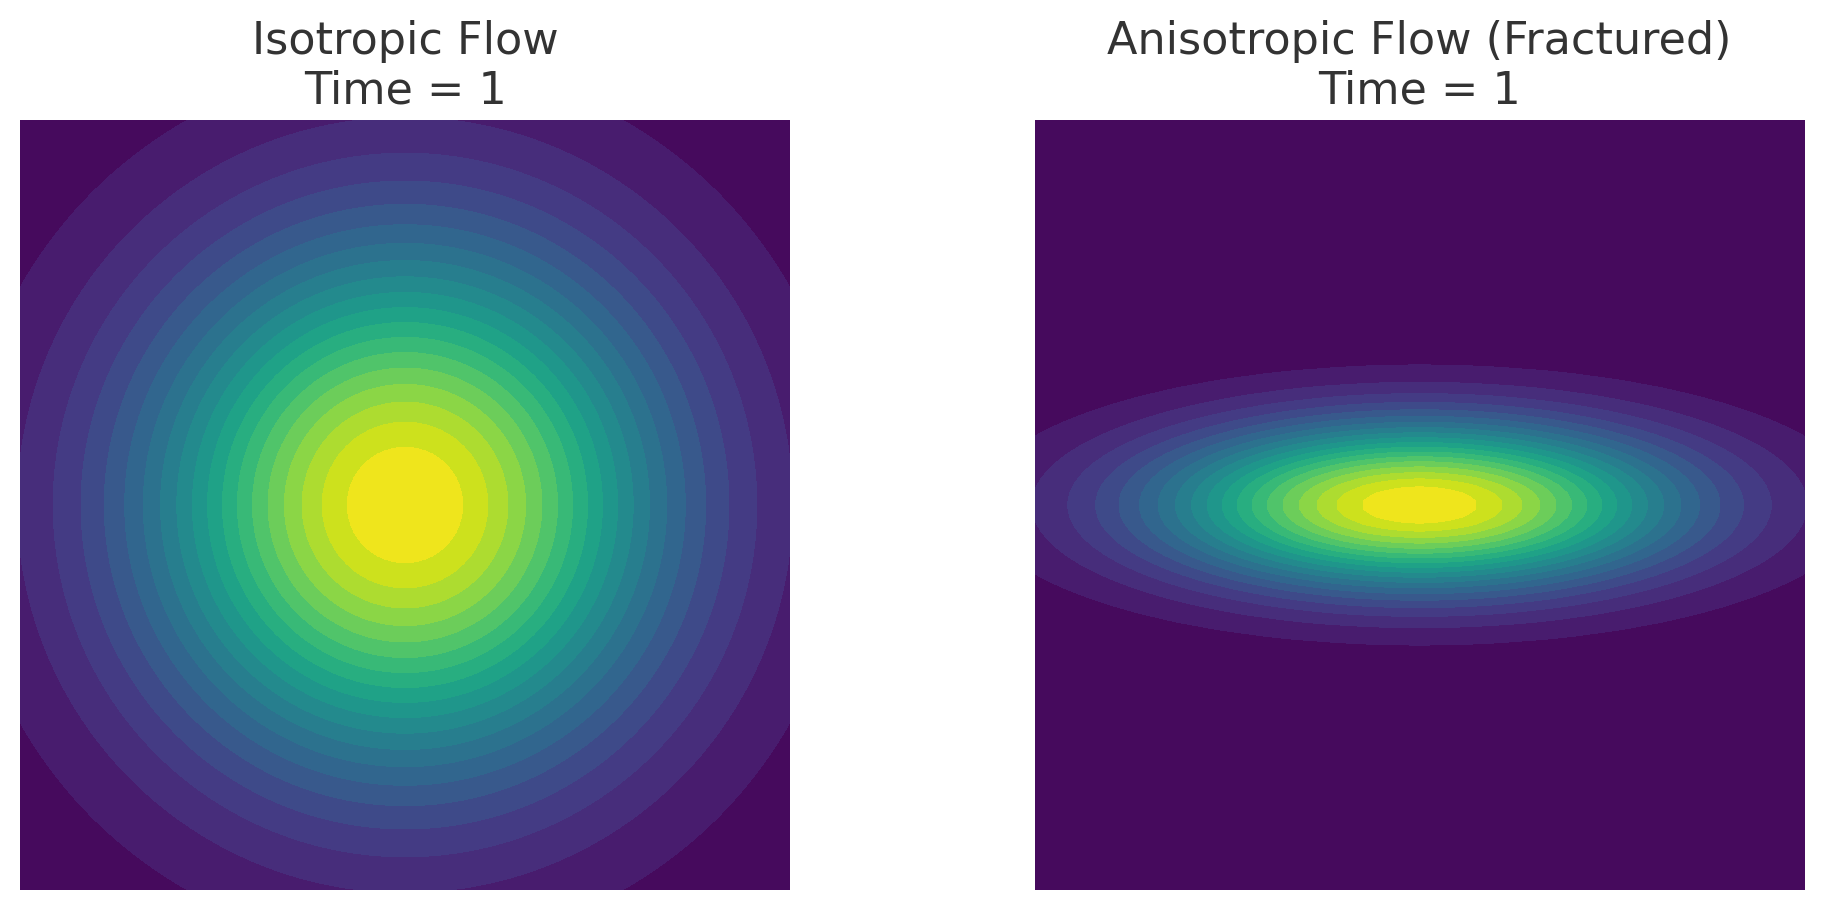 Isotropic Flow
Time = 1
Anisotropic Flow (Fractured)
Time = 1